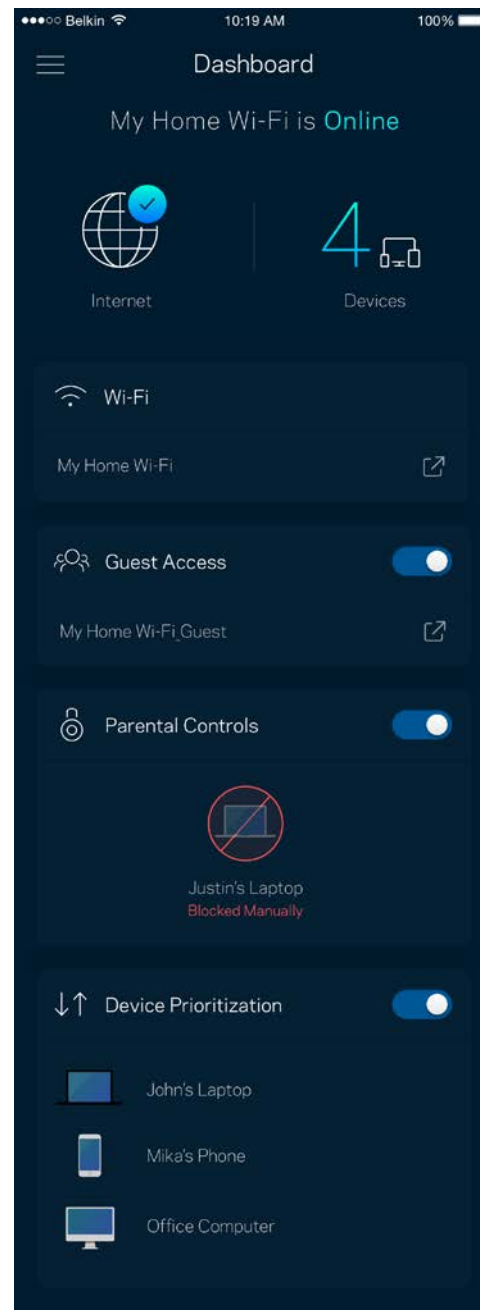 Belkin 10:19 AM 100%
Dashboard
My Home Wi-Fi is Online
4
Internet Devices
Wi-Fi
My Home Wi-Fi
Guest Access
My Home Wi-Fi_Guest
Parental Controls
Justin's Laptop
Blocked Manually
Device Prioritization
John's Laptop
Mika's Phone
Office Computer